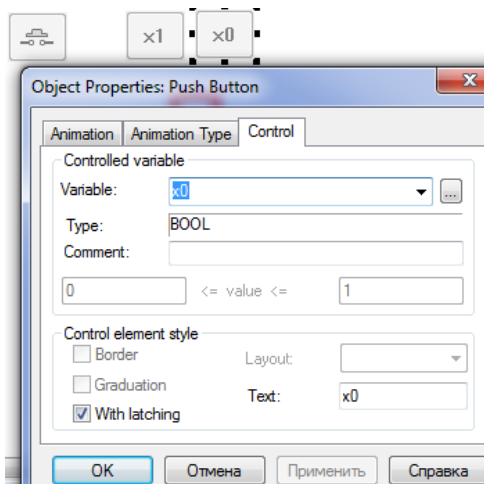 x1 x0
Object Properties: Push Button
x
Animation Animation Type Control
Controlled variable
Variable: x0 ...
Type: BOOL
Comment:
0 <= value <= 1
Control element style
Border Layout:
Graduation Text: x0
With latching
OK Отмена Применить Справка